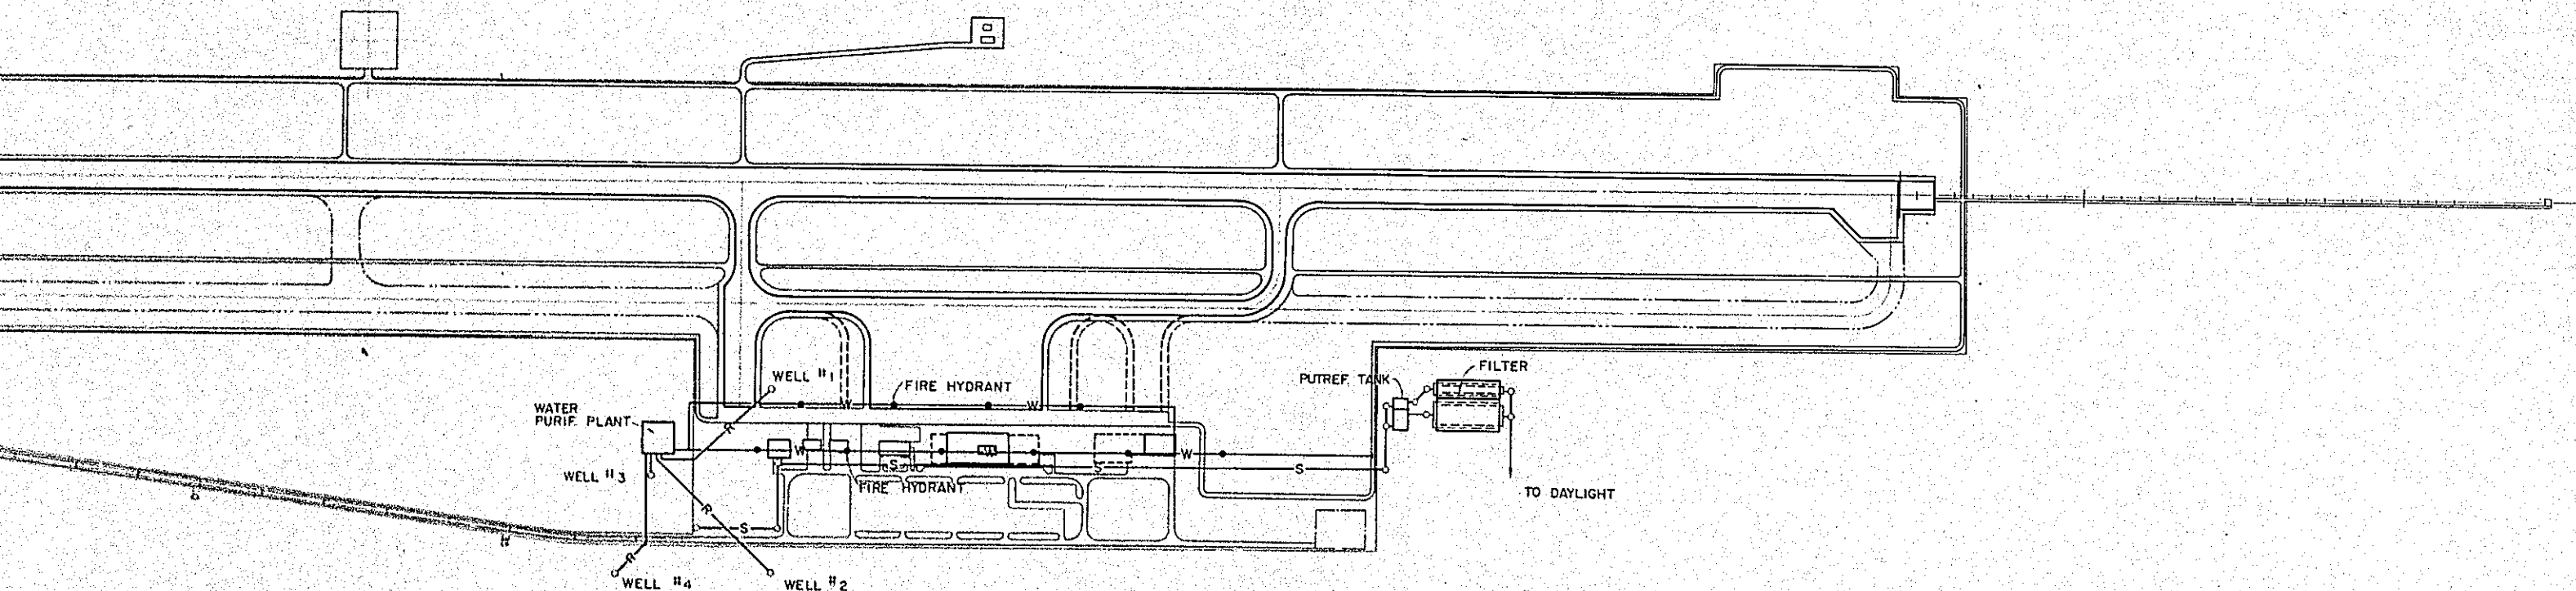 WELL #1
FIRE HYDRANT
W
W
WATER
PURIF. PLANT
R
W
W
W
S
S
S
WELL #3
FIRE HYDRANT
R
S
R
WELL #4
WELL #2
PUTREF. TANK
FILTER
TO DAYLIGHT